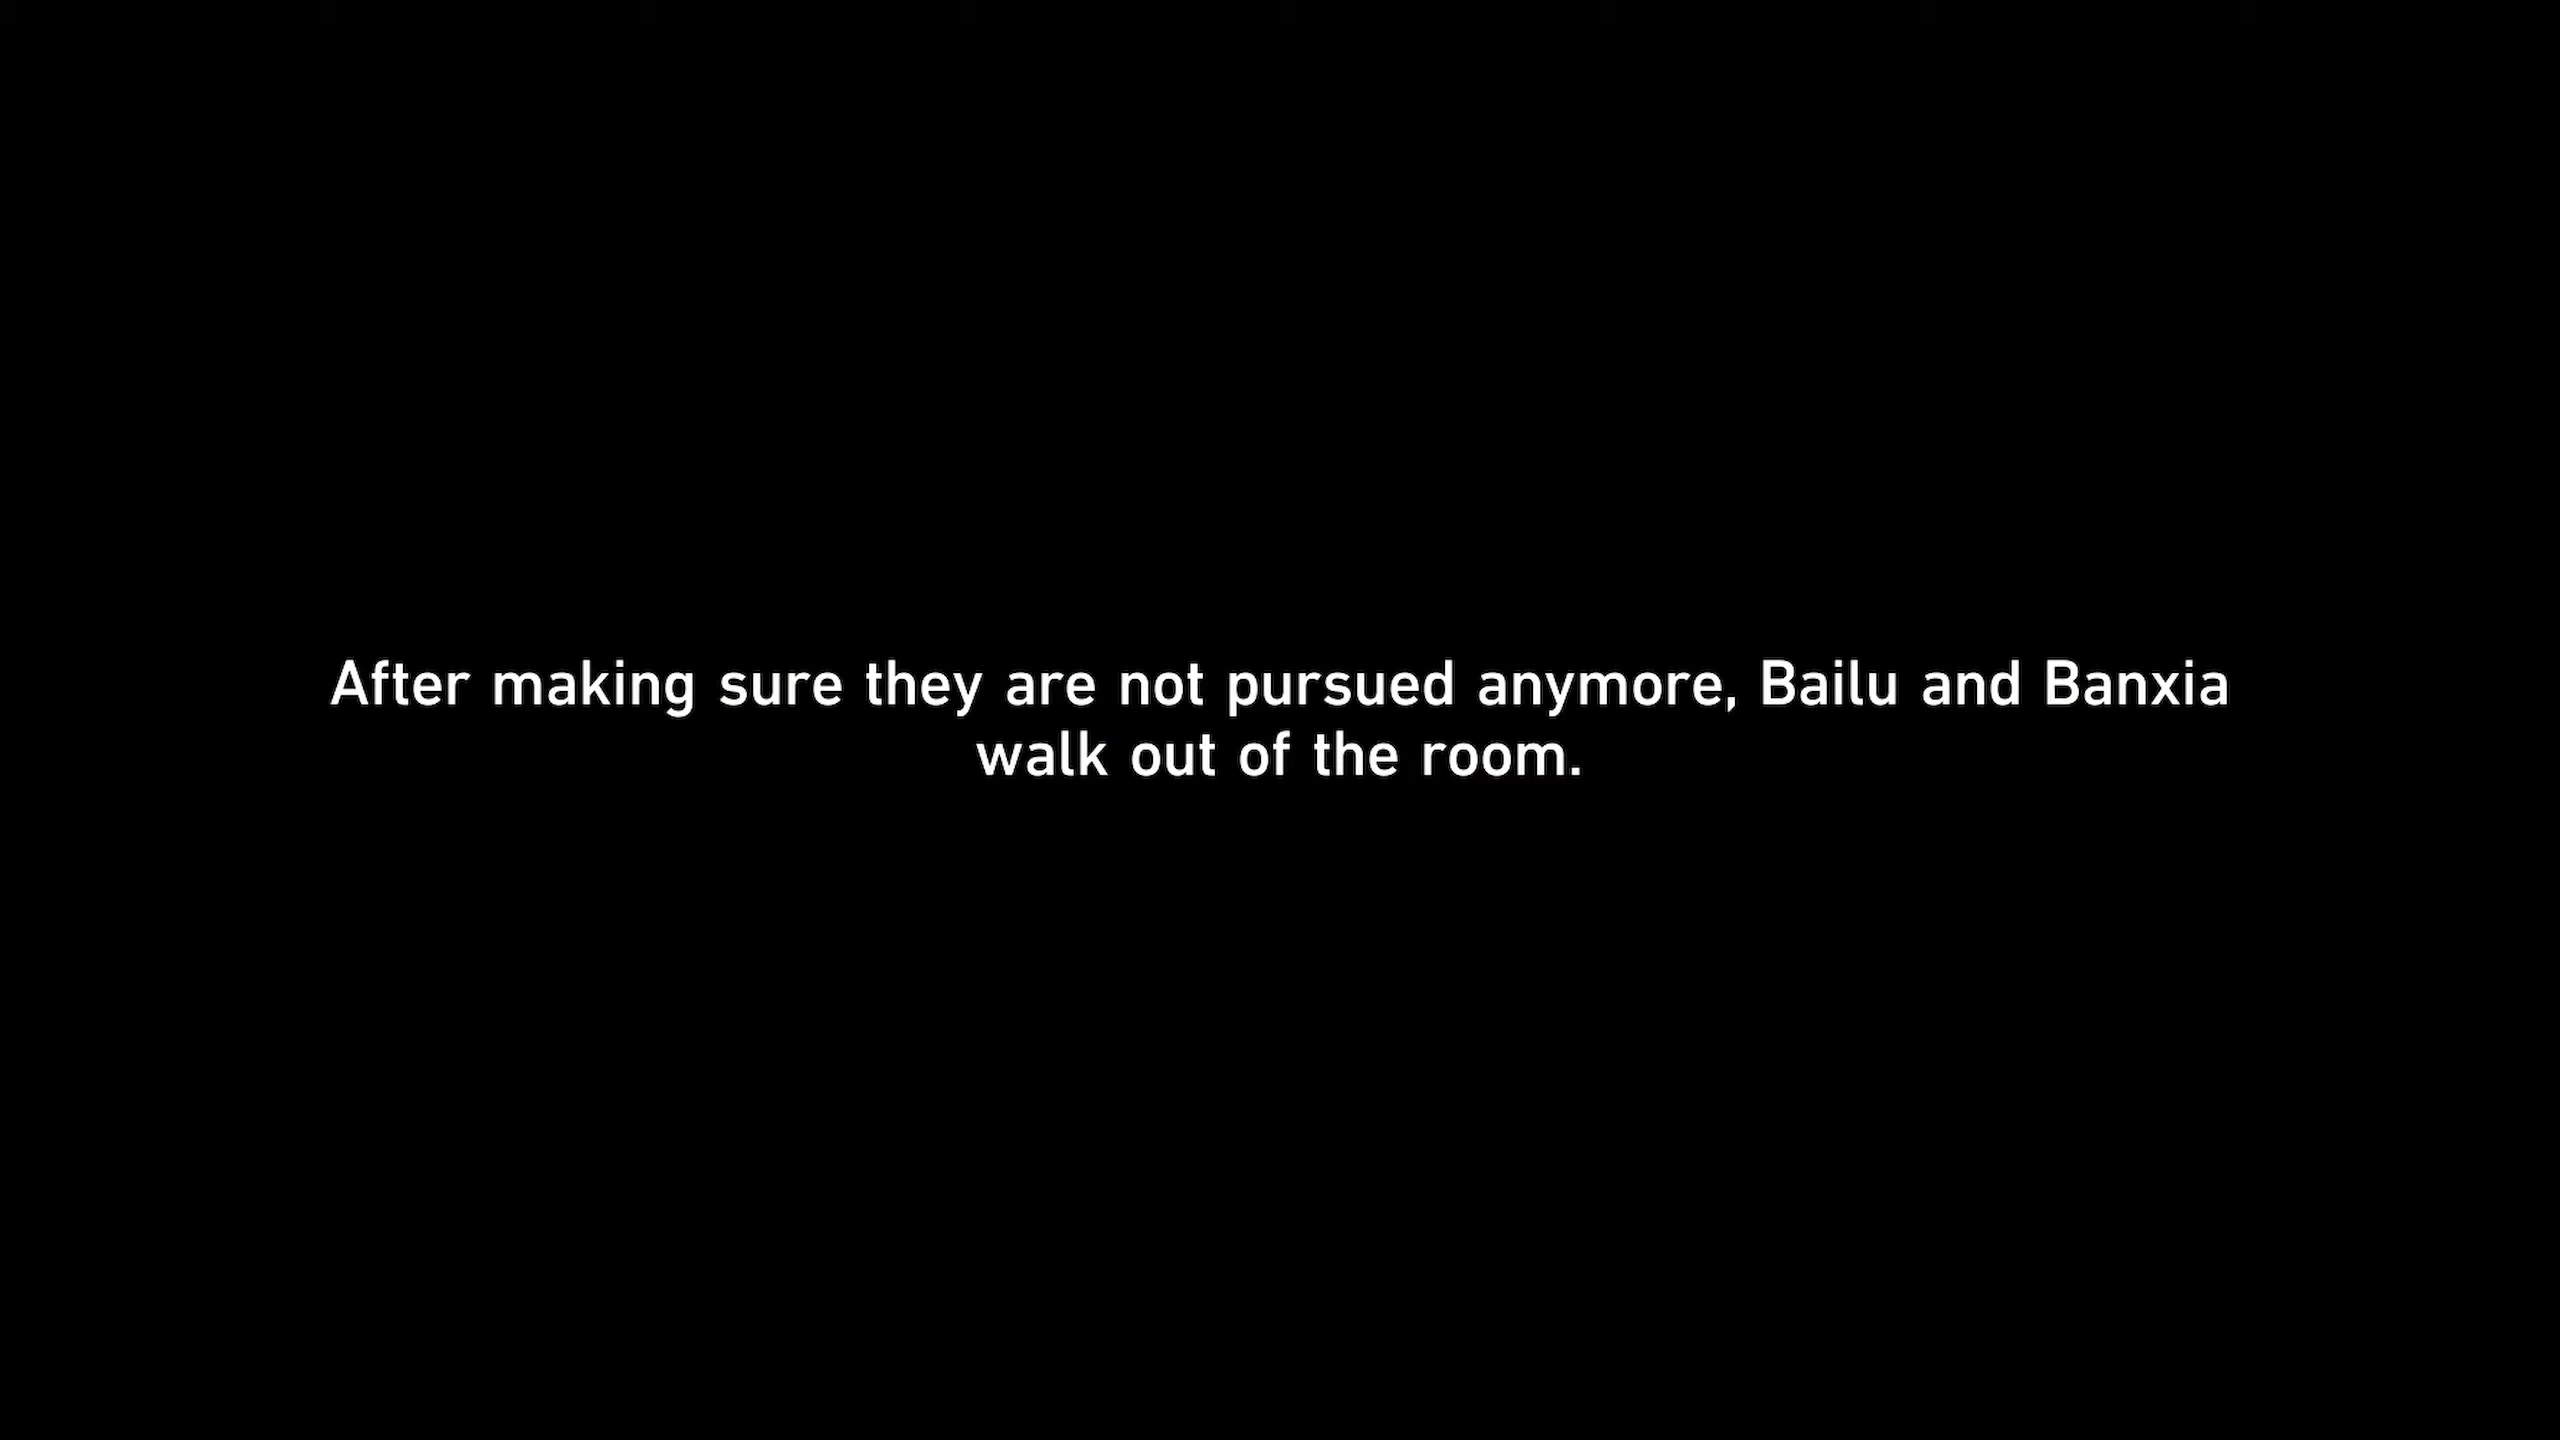 After making sure they are not pursued anymore, Bailu and Banxia
walk out of the room.